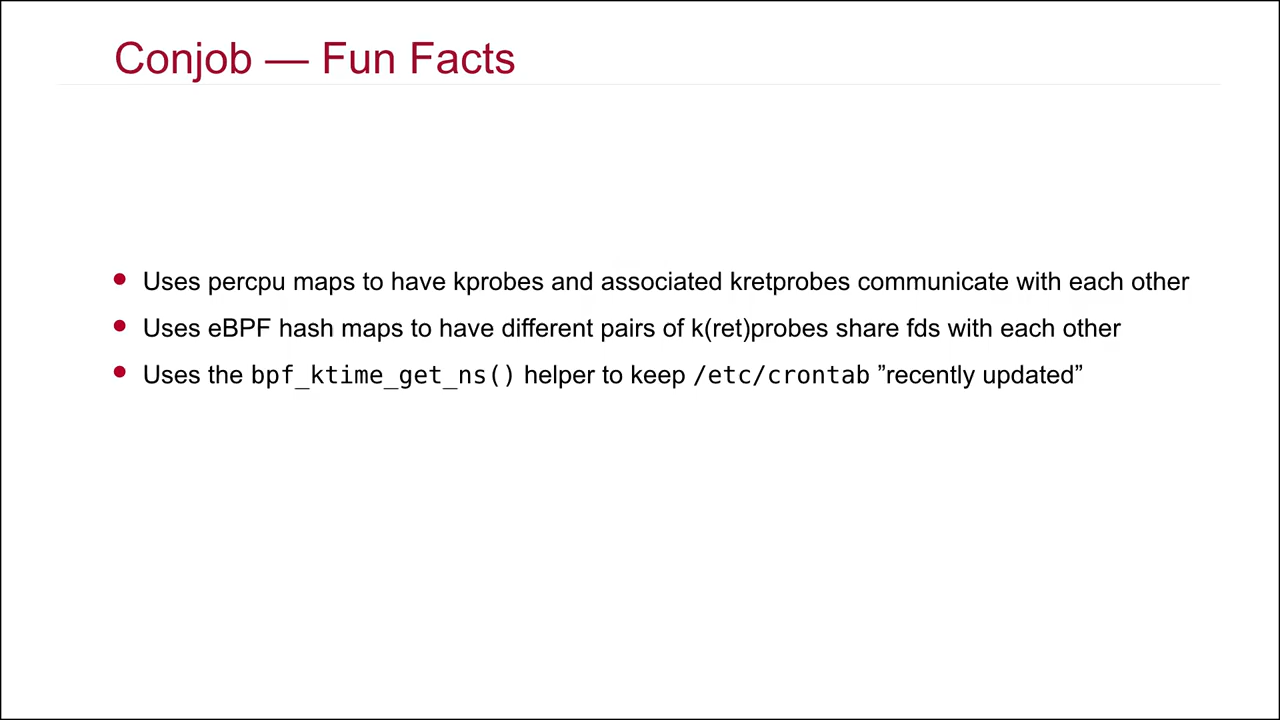 Conjob — Fun Facts
Uses percpu maps to have kprobes and associated kretprobes communicate with each other
Uses eBPF hash maps to have different pairs of k(ret)probes share fds with each other
Uses the bpf_ktime_get_ns() helper to keep /etc/crontab ”recently updated”